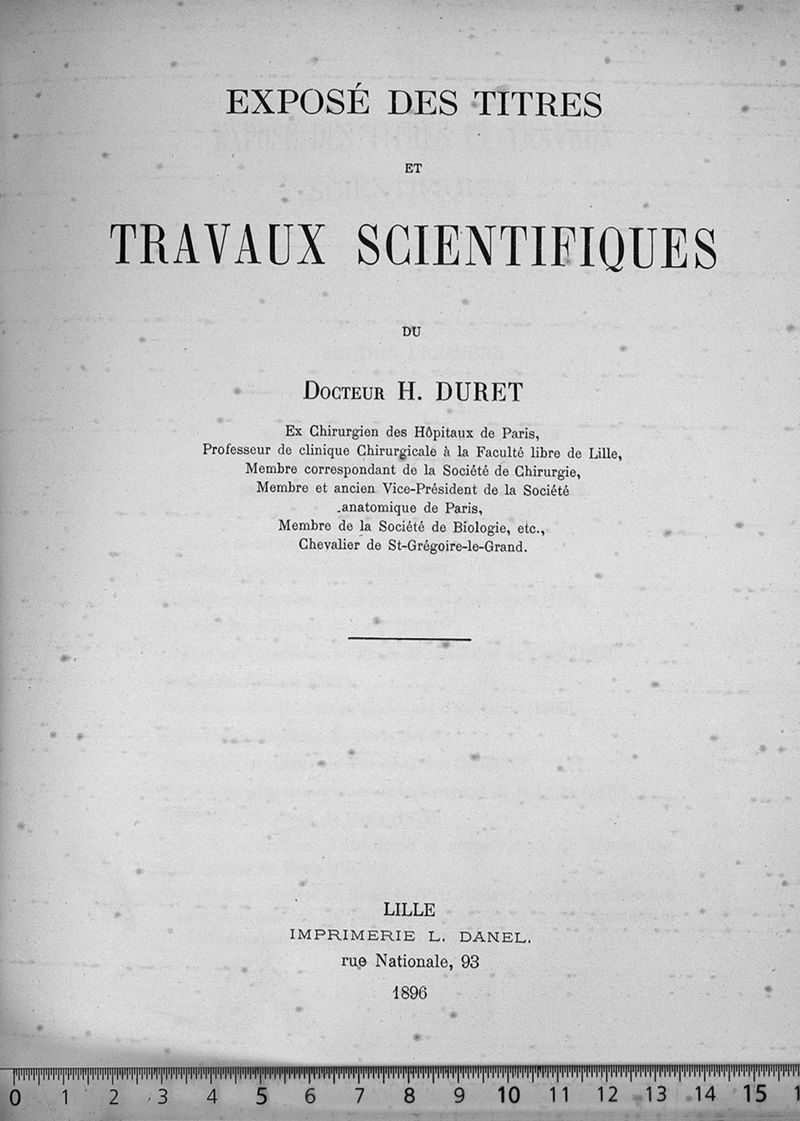 EXPOSÉ DES TITRES
ET
TRAVAUX SCIENTIFIQUES
DU
DOCTEUR H. DURET
Ex Chirurgien des Hôpitaux de Paris,
Professeur de clinique Chirurgicale à la Faculté libre de Lille,
Membre correspondant de la Société de Chirurgie,
Membre et ancien Vice-Président de la Société
anatomique de Paris,
Membre de la Société de Biologie, etc.,
Chevalier de St-Grégoire-le-Grand.
LILLE
IMPRIMERIE L. DANEL.
rue Nationale, 93
1896
0 1 2 3 4 5 6 7 8 9 10 11 12 13 14 15